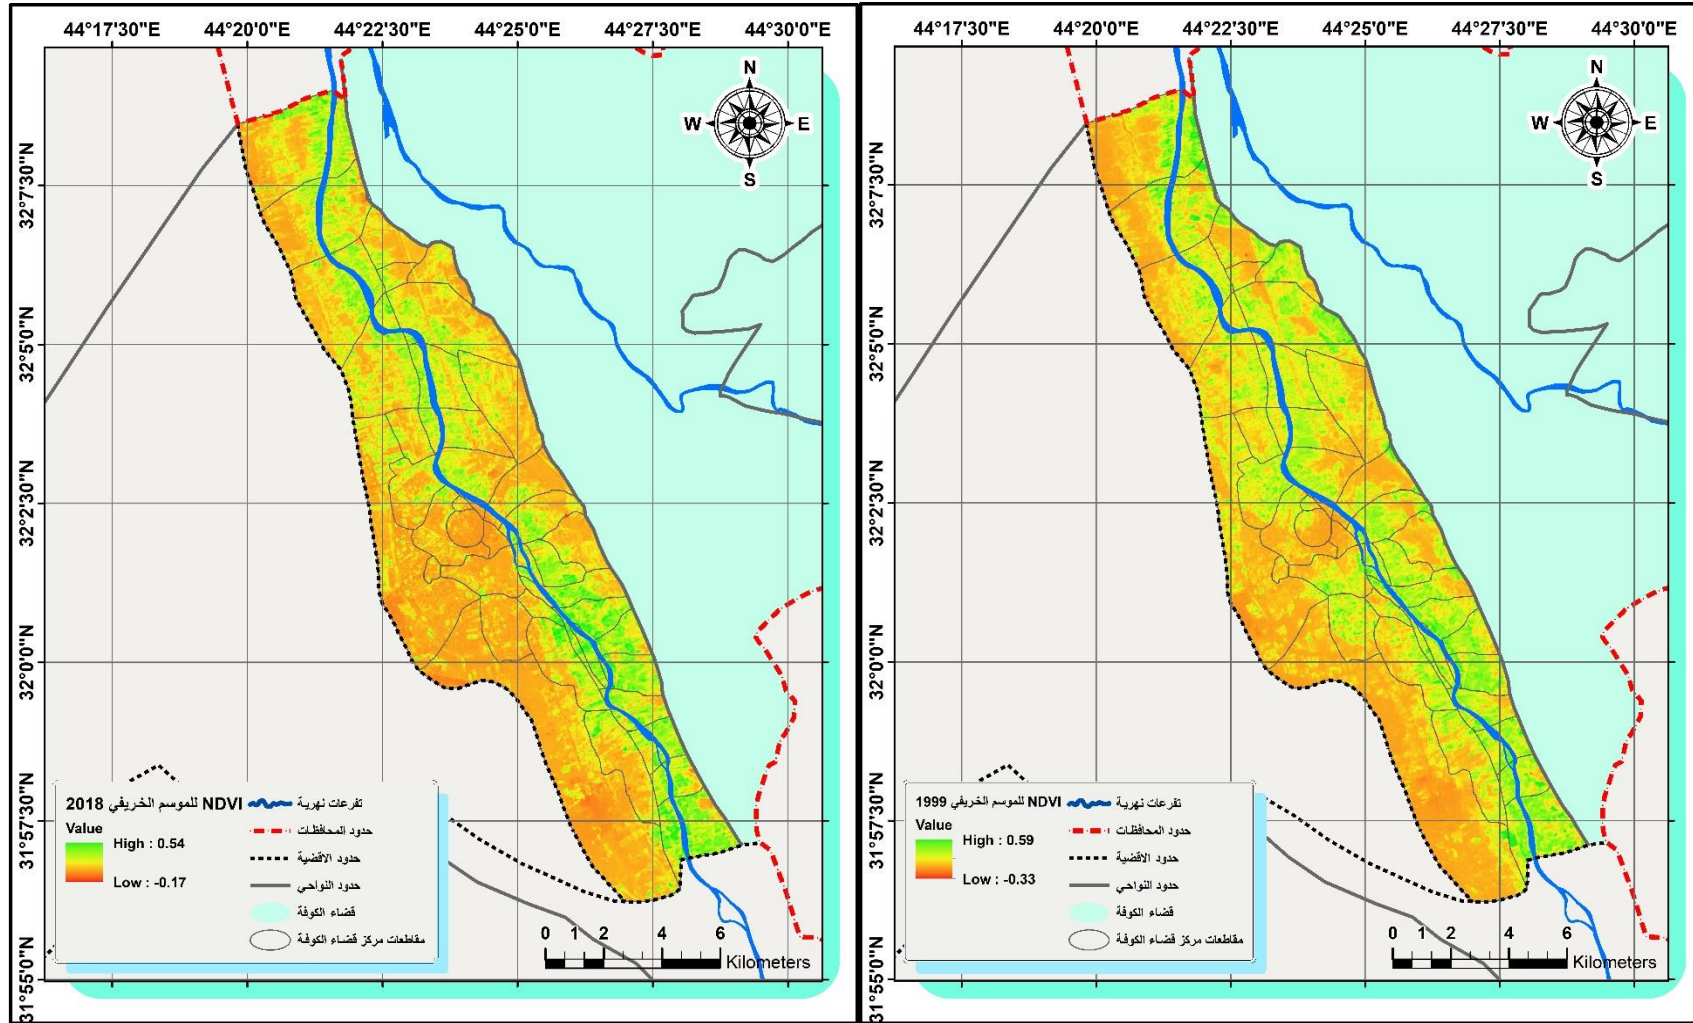 44°17'30"E 44°20'0"E 44°22'30"E 44°25'0"E 44°27'30"E 44°30'0"E
N
W E
S
32°7'30"N
32°5'0"N
32°2'30"N
32°0'0"N
31°57'30"N
31°55'0"N
NDVI للموسم الخريفي 2018
Value
High : 0.54
Low : -0.17
تفرعات نهرية
حدود المحافظات
حدود الاقضية
حدود النواحي
قضاء الكوفة
مقاطعات مركز قضاء الكوفة
0 1 2 4 6
Kilometers
44°17'30"E 44°20'0"E 44°22'30"E 44°25'0"E 44°27'30"E 44°30'0"E
N
W E
S
32°7'30"N
32°5'0"N
32°2'30"N
32°0'0"N
31°57'30"N
31°55'0"N
NDVI للموسم الخريفي 1999
Value
High : 0.59
Low : -0.33
تفرعات نهرية
حدود المحافظات
حدود الاقضية
حدود النواحي
قضاء الكوفة
مقاطعات مركز قضاء الكوفة
0 1 2 4 6
Kilometers